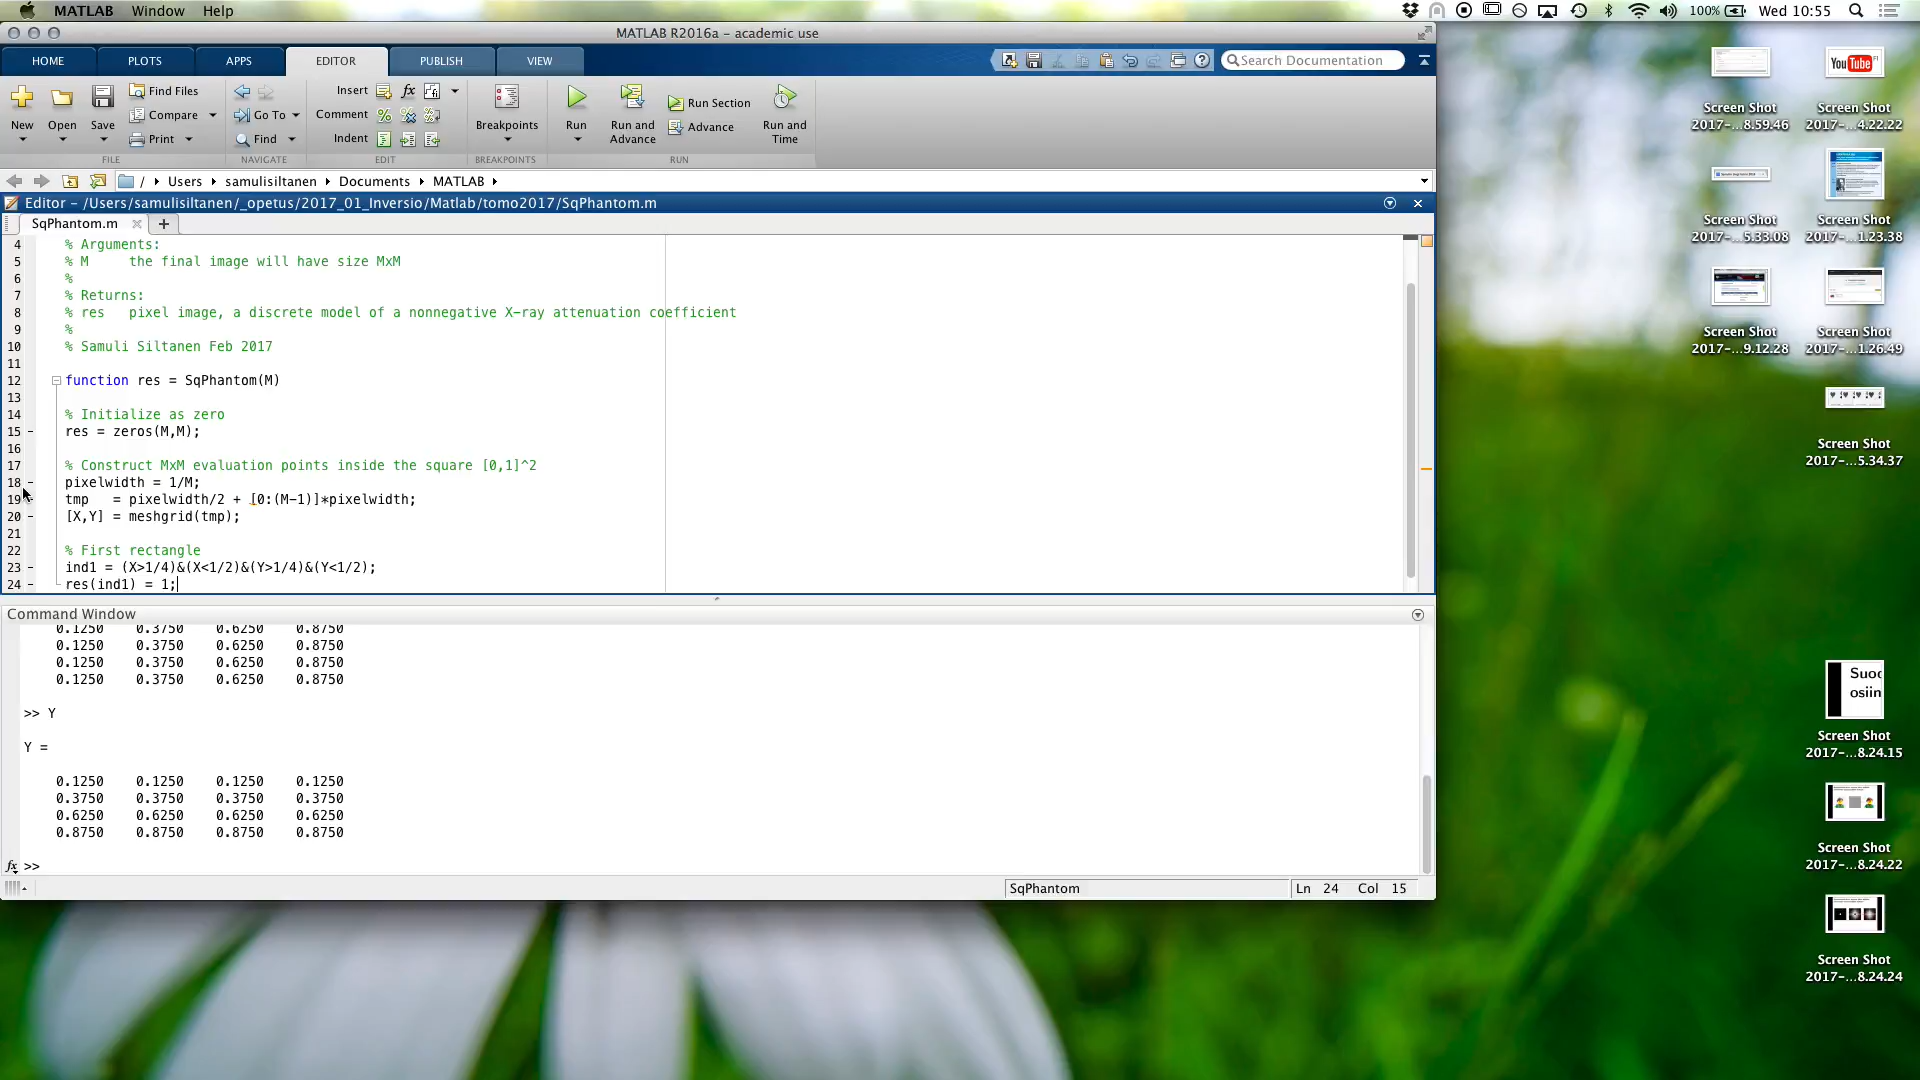 MATLAB Window Help
100% Wed 10:55
MATLAB R2016a - academic use
HOME PLOTS APPS EDITOR PUBLISH VIEW
Search Documentation
New Open Save
Find Files
Compare
Print
Go To
Find
Insert
Comment
Indent
Breakpoints
Run
Run and Advance
Run Section
Advance
Run and Time
FILE NAVIGATE EDIT BREAKPOINTS RUN
/ Users samulisiltanen Documents MATLAB
Editor - /Users/samulisiltanen/_opetus/2017_01_Inversio/Matlab/tomo2017/SqPhantom.m
SqPhantom.m
4 % Arguments:
5 % M the final image will have size MxM
6 %
7 % Returns:
8 % res pixel image, a discrete model of a nonnegative X-ray attenuation coefficient
9 %
10 % Samuli Siltanen Feb 2017
11
12 function res = SqPhantom(M)
13
14 % Initialize as zero
15 res = zeros(M,M);
16
17 % Construct MxM evaluation points inside the square [0,1]^2
18 pixelwidth = 1/M;
19 tmp = pixelwidth/2 + [0:(M-1)]*pixelwidth;
20 [X,Y] = meshgrid(tmp);
21
22 % First rectangle
23 ind1 = (X>1/4)&(X<1/2)&(Y>1/4)&(Y<1/2);
24 res(ind1) = 1;
Command Window
0.1250 0.3750 0.6250 0.8750
0.1250 0.3750 0.6250 0.8750
0.1250 0.3750 0.6250 0.8750
0.1250 0.3750 0.6250 0.8750
>> Y
Y =
0.1250 0.1250 0.1250 0.1250
0.3750 0.3750 0.3750 0.3750
0.6250 0.6250 0.6250 0.6250
0.8750 0.8750 0.8750 0.8750
fx >>
SqPhantom Ln 24 Col 15
You Tube
Screen Shot
2017-...8.59.46
Screen Shot
2017-...4.22.22
Screen Shot
2017-...5.33.08
Screen Shot
2017-...1.23.38
Screen Shot
2017-...9.12.28
Screen Shot
2017-...1.26.49
Screen Shot
2017-...5.34.37
Suod
osiin
Screen Shot
2017-...8.24.15
Screen Shot
2017-...8.24.22
Screen Shot
2017-...8.24.24